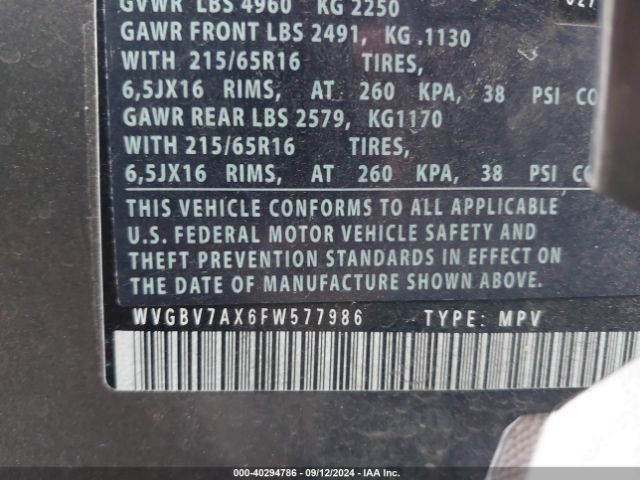 GVWR LBS 4960 KG 2250
GAWR FRONT LBS 2491, KG .1130
WITH 215/65R16 TIRES,
6,5JX16 RIMS, AT 260 KPA, 38 PSI CO
GAWR REAR LBS 2579, KG1170
WITH 215/65R16 TIRES,
6,5JX16 RIMS, AT 260 KPA, 38 PSI CO
THIS VEHICLE CONFORMS TO ALL APPLICABLE
U.S. FEDERAL MOTOR VEHICLE SAFETY AND
THEFT PREVENTION STANDARDS IN EFFECT ON
THE DATE OF MANUFACTURE SHOWN ABOVE.
WVGBV7AX6FW577986 TYPE: MPV
000-40294786 - 09/12/2024 - IAA Inc.